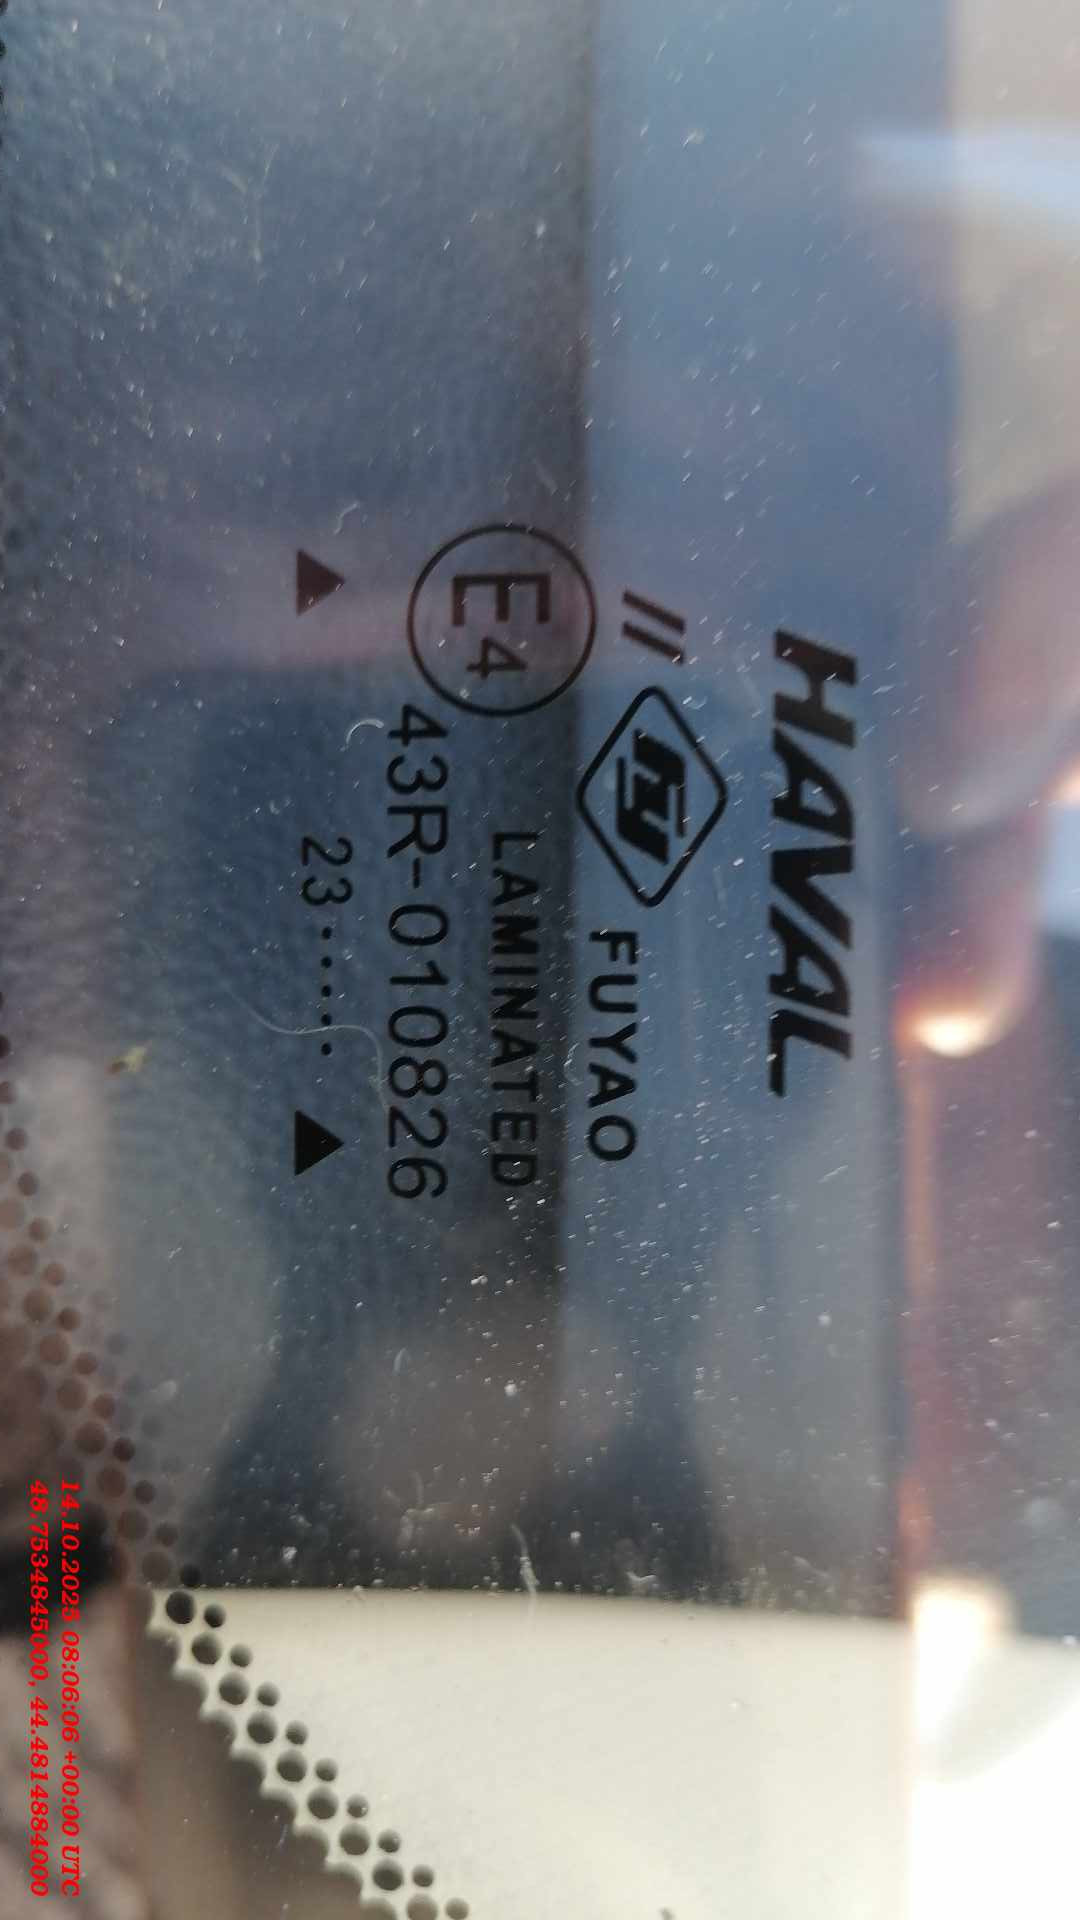 HAVAL
// FUYAO
LAMINATED
E4
43R-010826
23......
14.10.2025 08:06:06 +00:00 UTC
48.7534845000, 44.4814884000